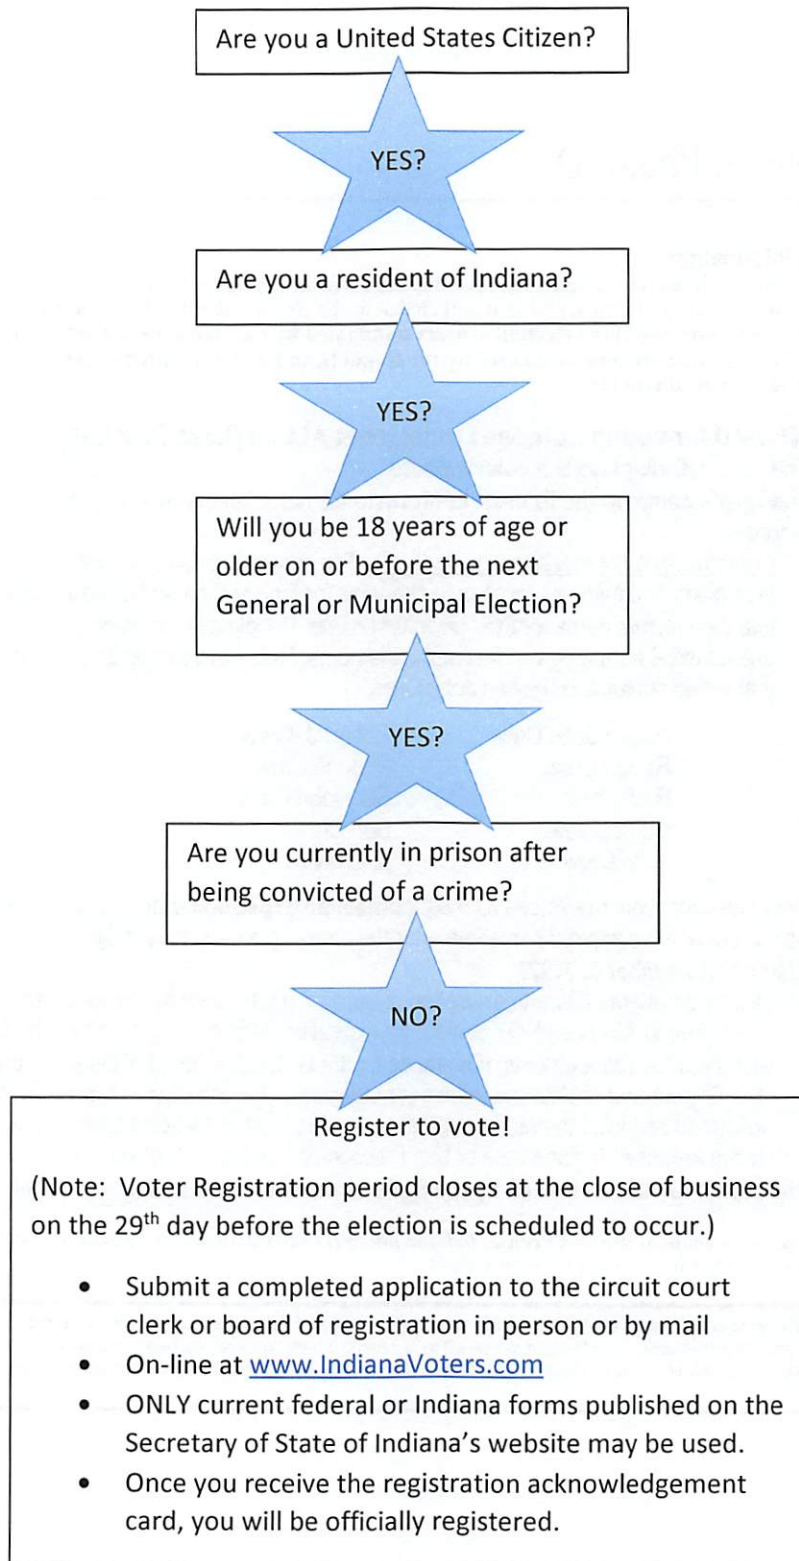 Are you a United States Citizen?
YES?
Are you a resident of Indiana?
YES?
Will you be 18 years of age or
older on or before the next
General or Municipal Election?
YES?
Are you currently in prison after
being convicted of a crime?
NO?
Register to vote!
(Note: Voter Registration period closes at the close of business
on the 29th day before the election is scheduled to occur.)
• Submit a completed application to the circuit court
clerk or board of registration in person or by mail
• On-line at www.IndianaVoters.com
• ONLY current federal or Indiana forms published on the
Secretary of State of Indiana's website may be used.
• Once you receive the registration acknowledgement
card, you will be officially registered.